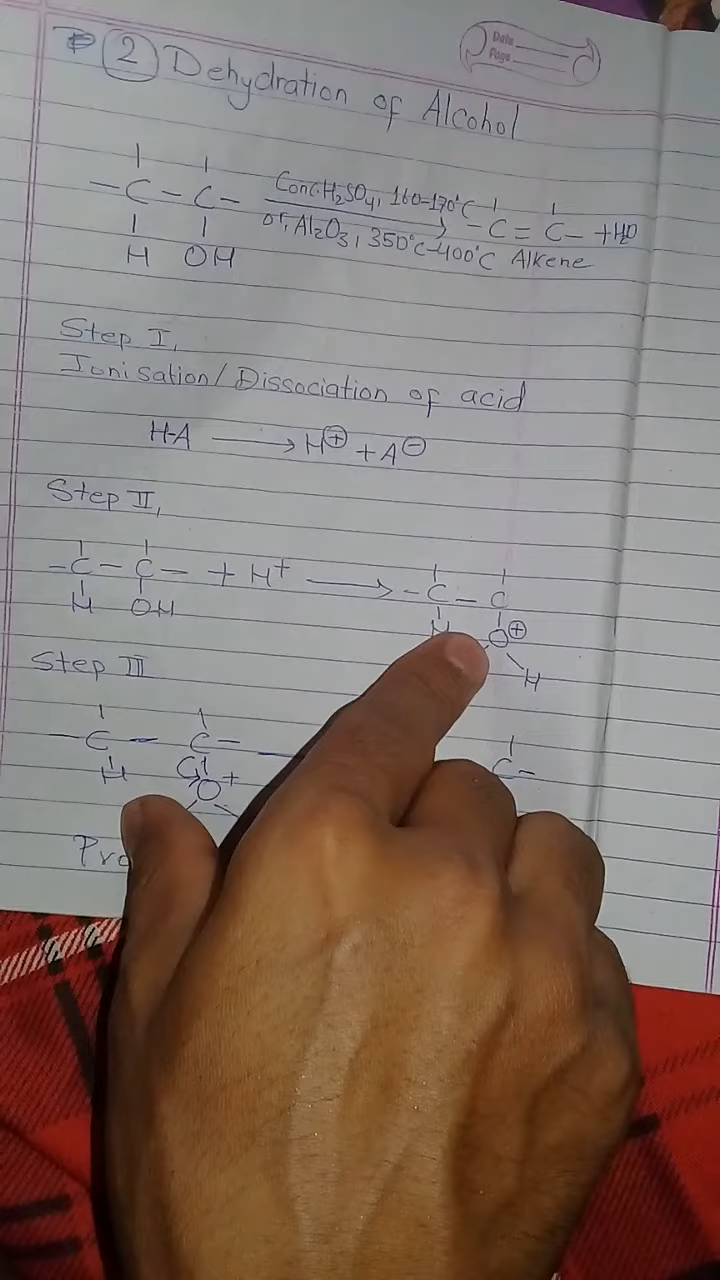 Date
Page
② Dehydration of Alcohol
| |
-C-C- Conc.H₂SO₄, 160-170°C → -C=C- + H₂O
| | or, Al₂O₃, 350°C-400°C Alkene
H OH
Step I,
Ionisation/Dissociation of acid
H-A → H⊕ + A⊖
Step II,
-C-C- + H⁺ → -C-C
H OH H O⊕
H
Step III
-C-C- C-
H O+